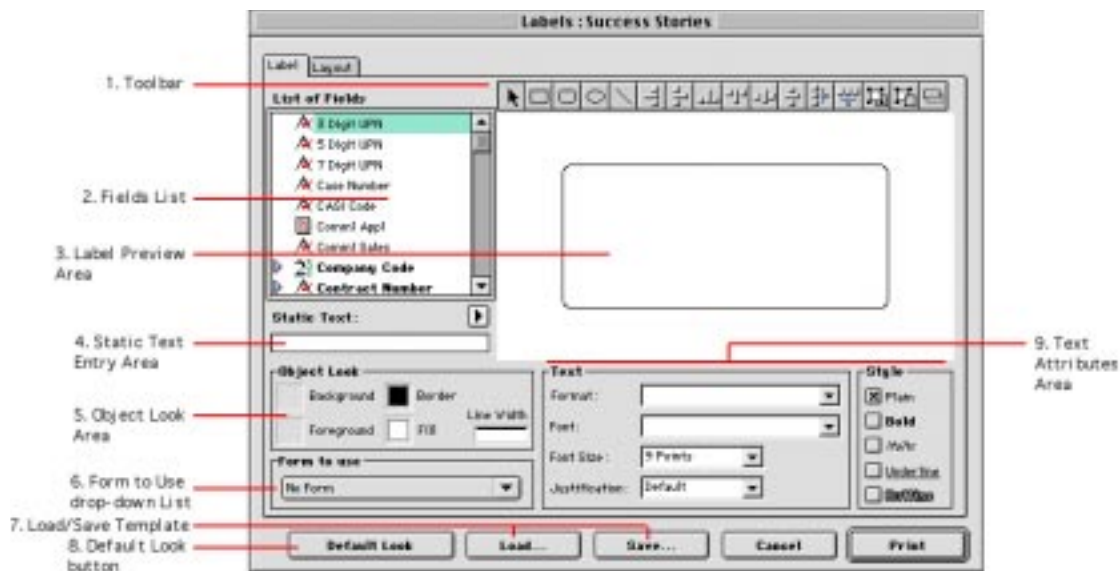 Labels : Success Stories
Label
Layout
1. Toolbar
List of Fields
8 Digit UPN
5 Digit UPN
7 Digit UPN
Case Number
2. Fields List
CAGI Code
Comml Appl
Comml Sales
3. Label Preview
Area
Company Code
Contract Number
Static Text:
4. Static Text
Entry Area
9. Text
Attributes
Area
Object Look
Background
Border
Foreground
Fill
Line Width
5. Object Look
Area
Text
Format:
Font:
Font Size:
9 Points
Justification:
Default
Style
Plain
Bold
Italic
Underline
Form to use
No Form
6. Form to Use
drop-down List
7. Load/Save Template
8. Default Look
button
Default Look
Load...
Save...
Cancel
Print